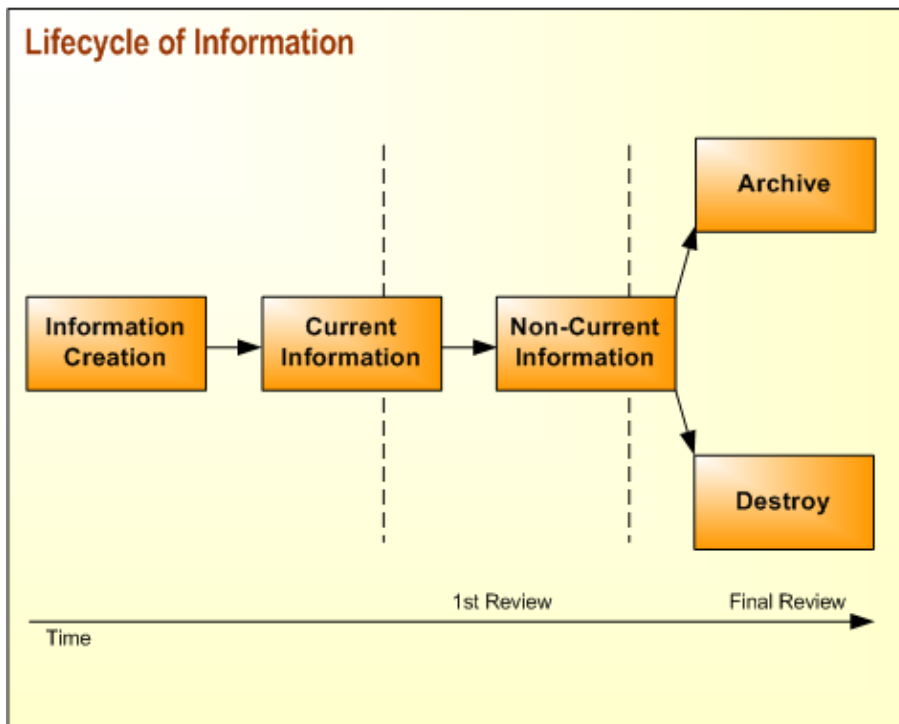 Lifecycle of Information
Archive
Information
Creation
Current
Information
Non-Current
Information
Destroy
1st Review
Final Review
Time